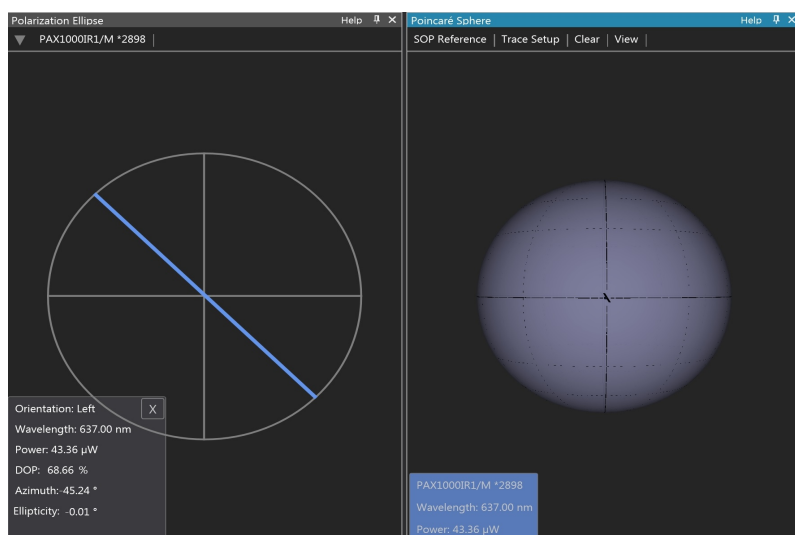 Polarization Ellipse Help
PAX1000IR1/M *2898 |
Orientation: Left X
Wavelength: 637.00 nm
Power: 43.36 µW
DOP: 68.66 %
Azimuth:-45.24 °
Ellipticity: -0.01 °
Poincaré Sphere Help
SOP Reference | Trace Setup | Clear | View |
PAX1000IR1/M *2898
Wavelength: 637.00 nm
Power: 43.36 µW